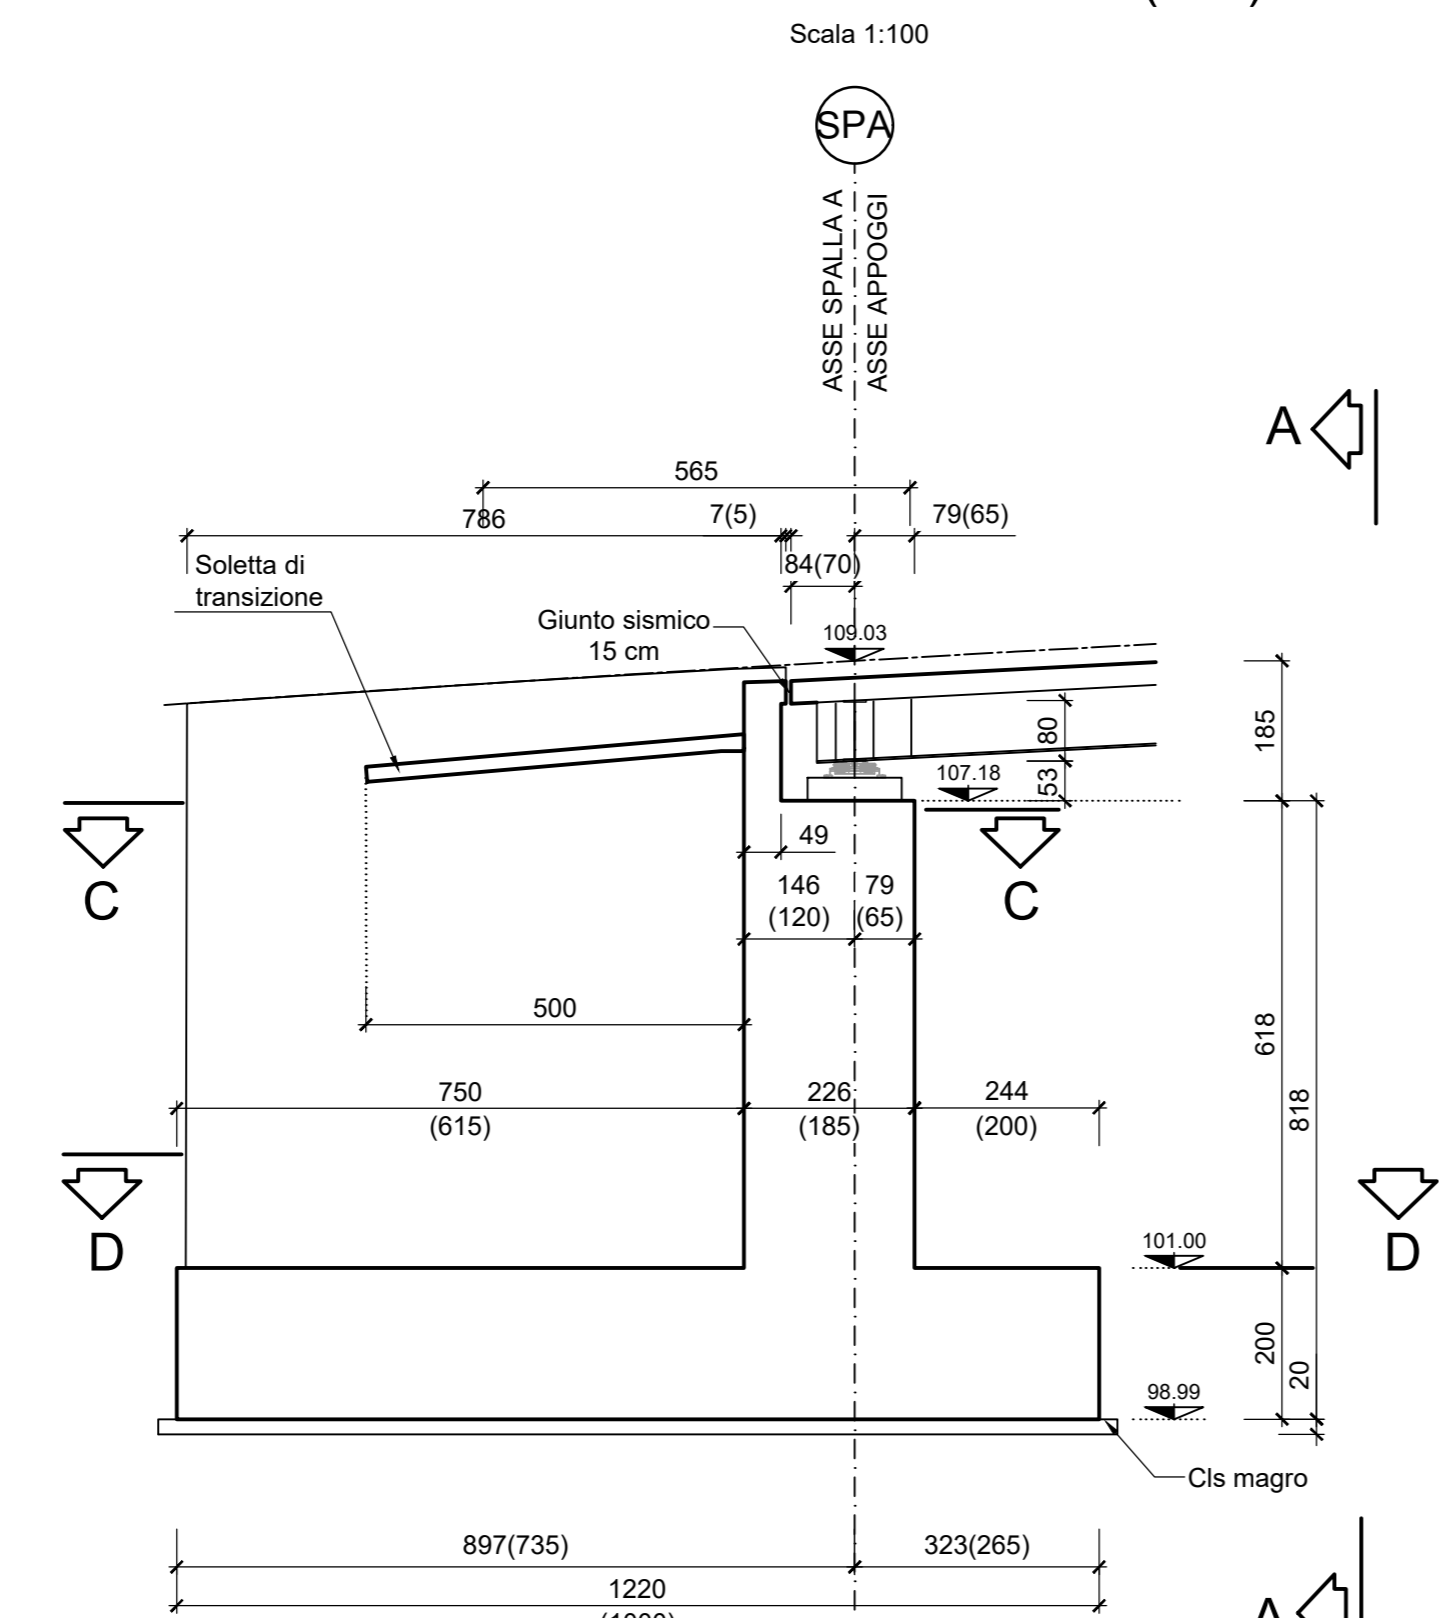 Scala 1:100
SPA
ASSE SPALLA A
ASSE APPOGGI
A
565
786
7(5)
79(65)
84(70)
Soletta di
transizione
Giunto sismico
15 cm
109.03
185
80
53
107.18
C
C
49
146
(120)
79
(65)
500
618
818
750
(615)
226
(185)
244
(200)
D
D
101.00
200
20
98.99
Cls magro
897(735)
323(265)
1220
A